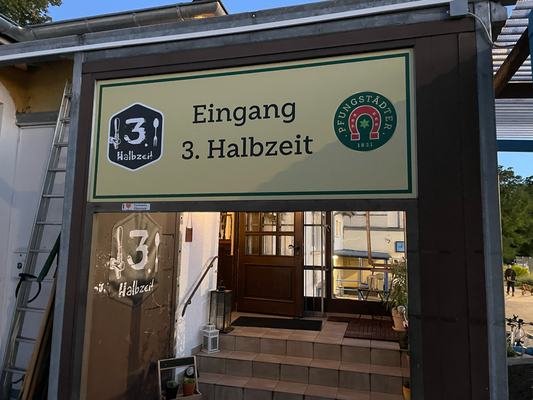 Eingang
3. Halbzeit
3.
Halbzeit
PFUNGSTÄDTER
1831
3.
Halbzeit